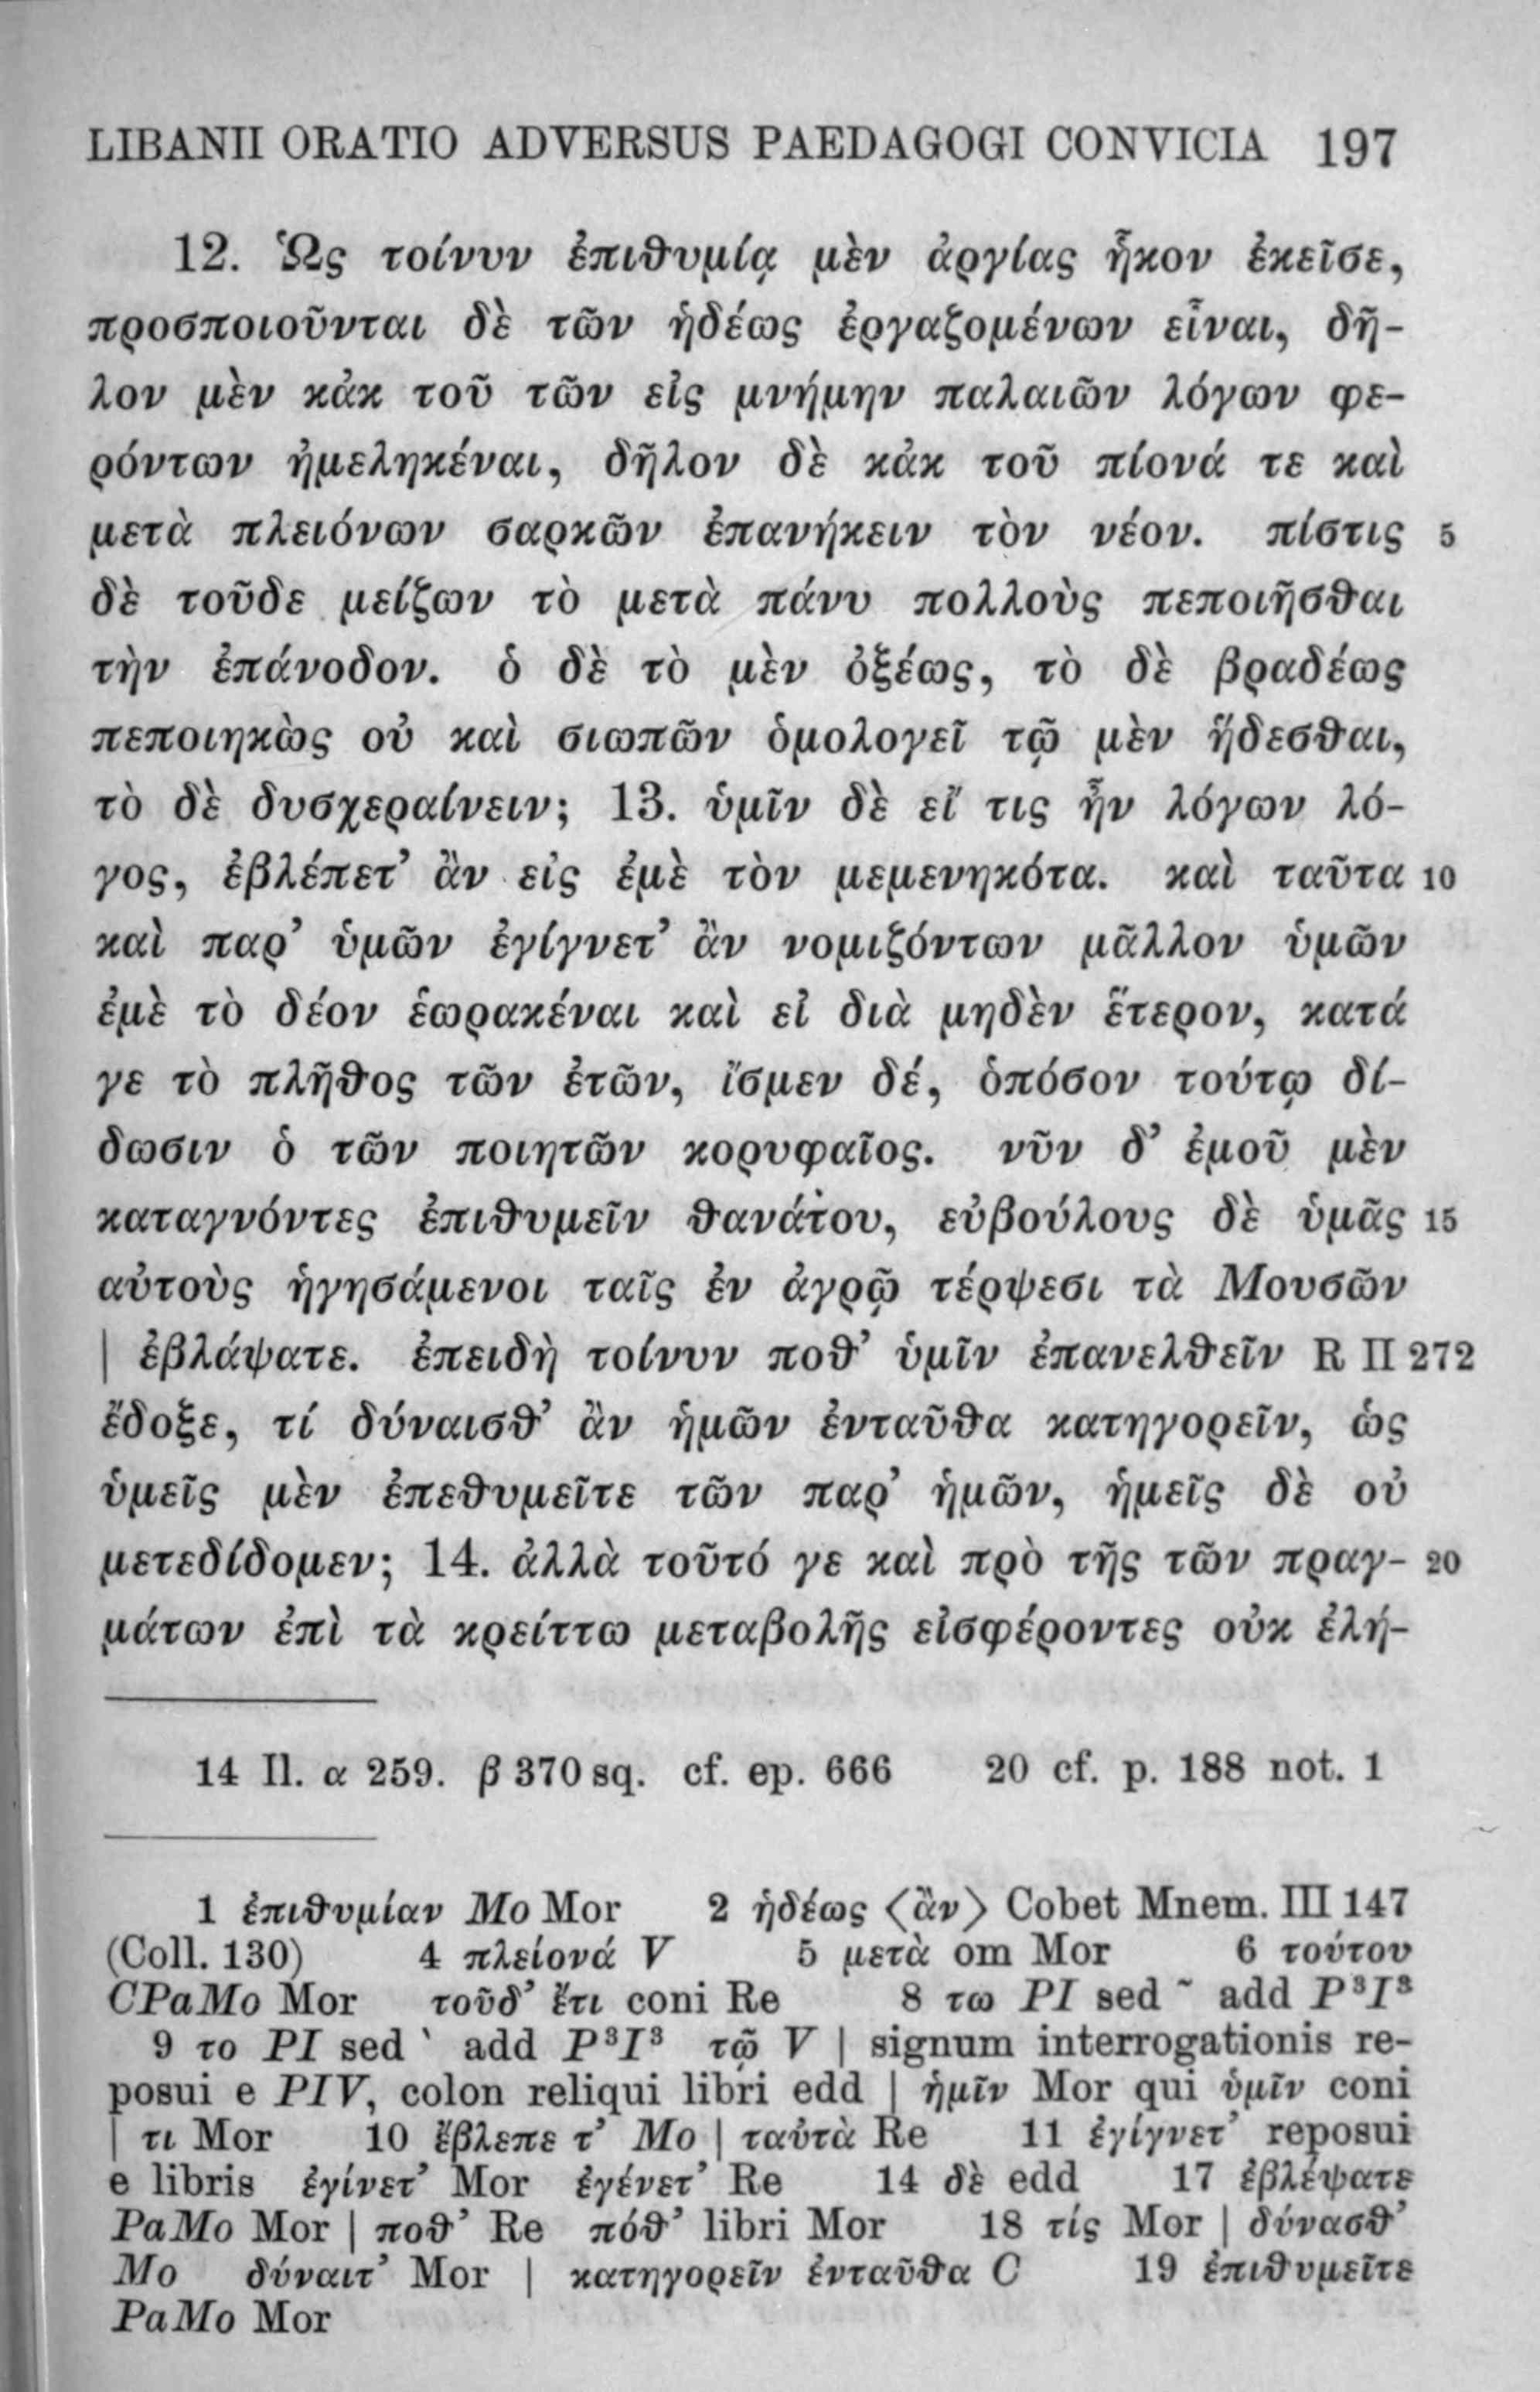 LIBANII ORATIO ADVERSUS PAEDAGOGI CONVICIA 197
12. Ὡς τοίνυν ἐπιθυμίᾳ μὲν ἀργίας ἧκον ἐκεῖσε,
προσποιοῦνται δὲ τῶν ἡδέως ἐργαζομένων εἶναι, δῆ-
λον μὲν κἀκ τοῦ τῶν εἰς μνήμην παλαιῶν λόγων φε-
ρόντων ἠμεληκέναι, δῆλον δὲ κἀκ τοῦ πίονά τε καὶ
μετὰ πλειόνων σαρκῶν ἐπανήκειν τὸν νέον. πίστις 5
δὲ τοῦδε μείζων τὸ μετὰ πάνυ πολλοὺς πεποιῆσθαι
τὴν ἐπάνοδον. ὁ δὲ τὸ μὲν ὀξέως, τὸ δὲ βραδέως
πεποιηκὼς οὐ καὶ σιωπῶν ὁμολογεῖ τῷ μὲν ἥδεσθαι,
τὸ δὲ δυσχεραίνειν; 13. ὑμῖν δὲ εἴ τις ἦν λόγων λό-
γος, ἐβλέπετ’ ἂν εἰς ἐμὲ τὸν μεμενηκότα. καὶ ταῦτα 10
καὶ παρ’ ὑμῶν ἐγίγνετ’ ἂν νομιζόντων μᾶλλον ὑμῶν
ἐμὲ τὸ δέον ἑωρακέναι καὶ εἰ διὰ μηδὲν ἕτερον, κατά
γε τὸ πλῆθος τῶν ἐτῶν, ἴσμεν δέ, ὁπόσον τούτῳ δί-
δωσιν ὁ τῶν ποιητῶν κορυφαῖος. νῦν δ’ ἐμοῦ μὲν
καταγνόντες ἐπιθυμεῖν θανάτου, εὐβούλους δὲ ὑμᾶς 15
αὐτοὺς ἡγησάμενοι ταῖς ἐν ἀγρῷ τέρψεσι τὰ Μουσῶν
| ἐβλάψατε. ἐπειδὴ τοίνυν ποθ’ ὑμῖν ἐπανελθεῖν R II 272
ἔδοξε, τί δύναισθ’ ἂν ἡμῶν ἐνταῦθα κατηγορεῖν, ὡς
ὑμεῖς μὲν ἐπεθυμεῖτε τῶν παρ’ ἡμῶν, ἡμεῖς δὲ οὐ
μετεδίδομεν; 14. ἀλλὰ τοῦτό γε καὶ πρὸ τῆς τῶν πραγ- 20
μάτων ἐπὶ τὰ κρείττω μεταβολῆς εἰσφέροντες οὐκ ἐλή-
14 Il. α 259. β 370 sq. cf. ep. 666 20 cf. p. 188 not. 1
1 ἐπιθυμίαν Mo Mor 2 ἡδέως ⟨ἂν⟩ Cobet Mnem. III 147
(Coll. 130) 4 πλείονά V 5 μετὰ om Mor 6 τούτου
CPaMo Mor τοῦδ’ ἔτι coni Re 8 τω PI sed ῀ add P³I³
9 το PI sed ` add P³I³ τῷ V | signum interrogationis re-
posui e PIV, colon reliqui libri edd | ἡμῖν Mor qui ὑμῖν coni
| τι Mor 10 ἔβλεπε τ’ Mo | ταὐτὰ Re 11 ἐγίγνετ’ reposui
e libris ἐγίνετ’ Mor ἐγένετ’ Re 14 δὲ edd 17 ἐβλέψατε
PaMo Mor | ποθ’ Re πόθ’ libri Mor 18 τίς Mor | δύνασθ’
Mo δύναιτ’ Mor | κατηγορεῖν ἐνταῦθα C 19 ἐπιθυμεῖτε
PaMo Mor